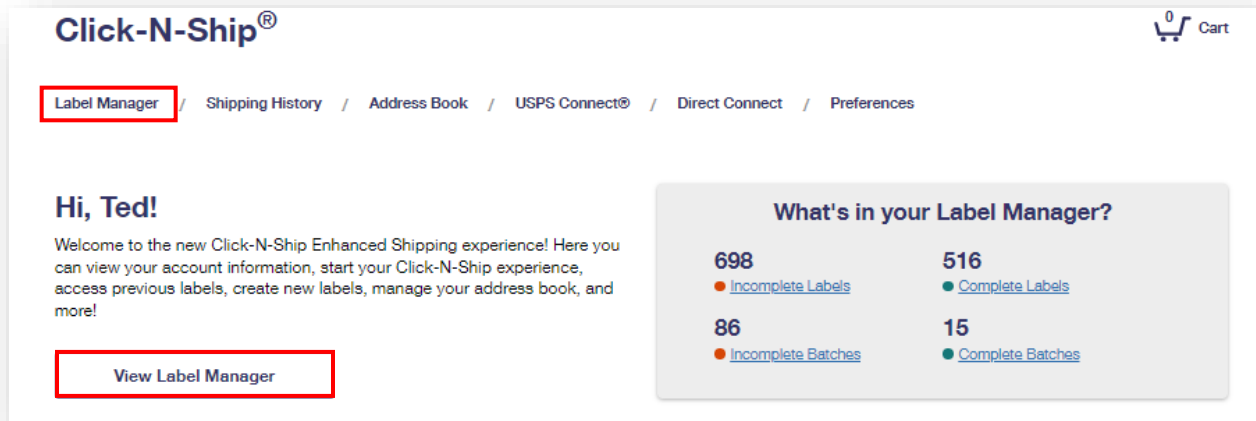 Click-N-Ship®
0 Cart
Label Manager / Shipping History / Address Book / USPS Connect® / Direct Connect / Preferences
Hi, Ted!
Welcome to the new Click-N-Ship Enhanced Shipping experience! Here you
can view your account information, start your Click-N-Ship experience,
access previous labels, create new labels, manage your address book, and
more!
View Label Manager
What's in your Label Manager?
698 516
Incomplete Labels Complete Labels
86 15
Incomplete Batches Complete Batches